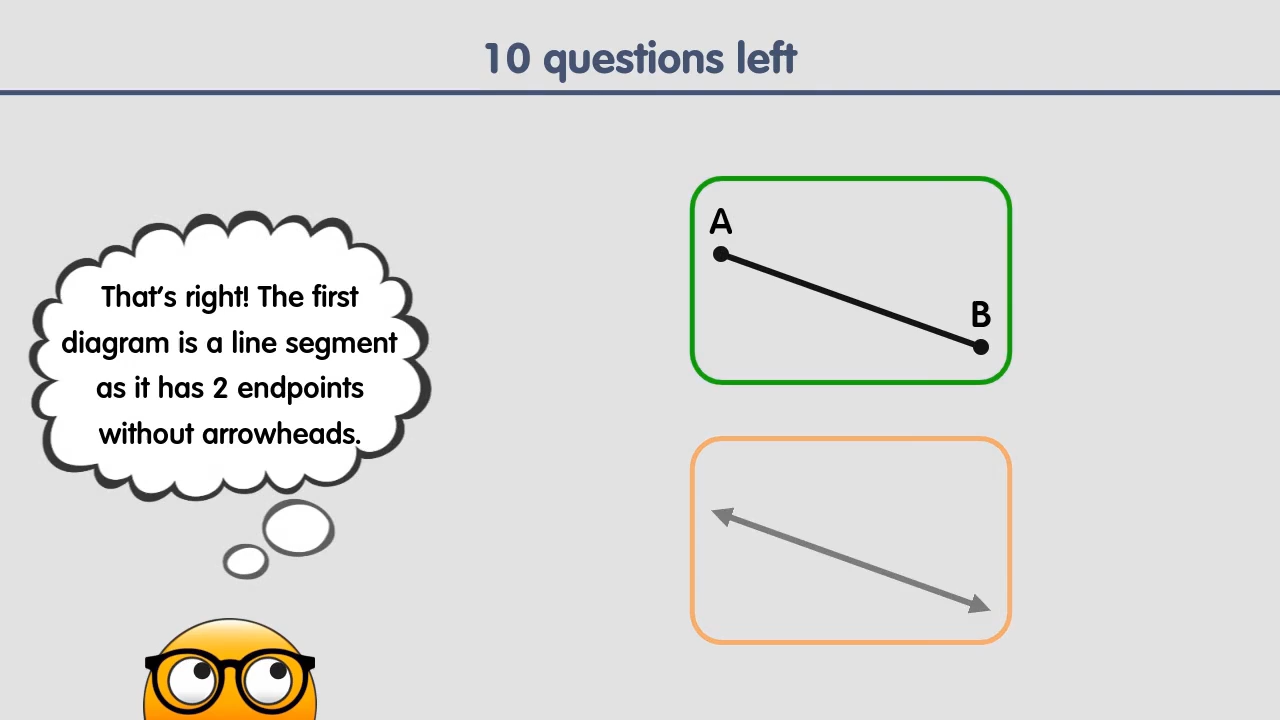 10 questions left
That's right! The first
diagram is a line segment
as it has 2 endpoints
without arrowheads.
A
B